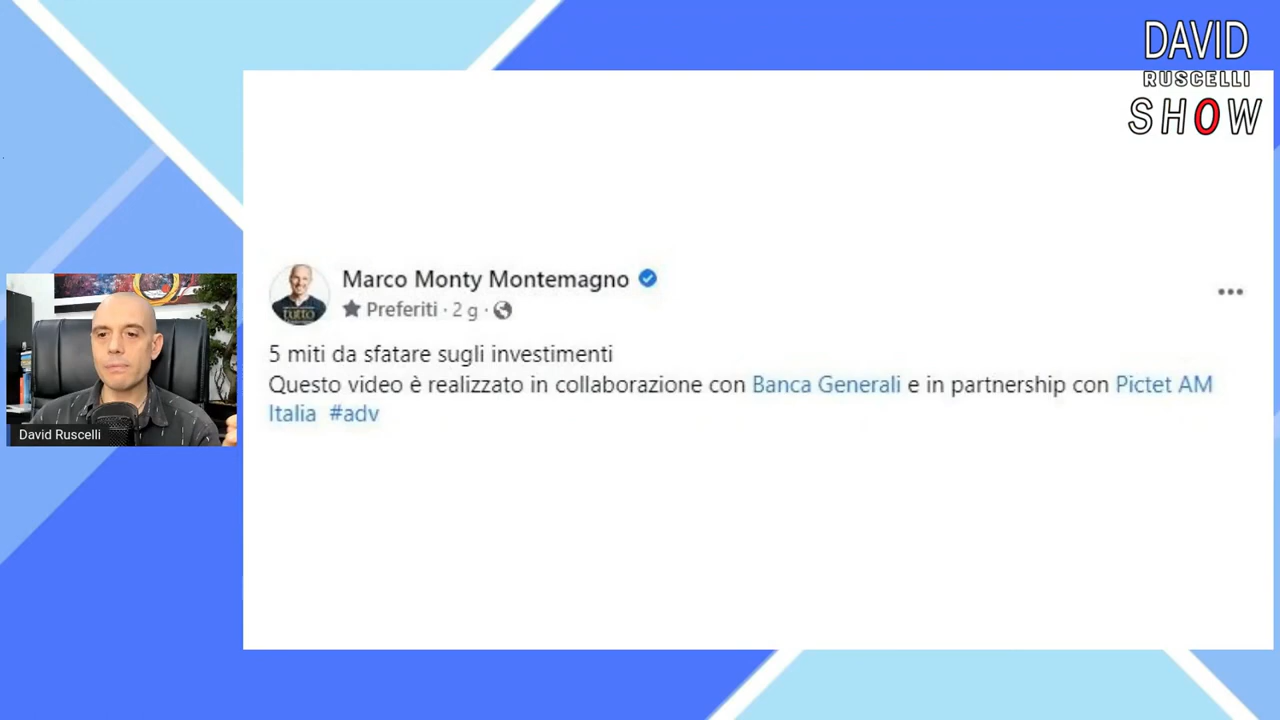 DAVID
RUSCELLI
SHOW
Marco Monty Montemagno
Preferiti · 2 g ·
5 miti da sfatare sugli investimenti
Questo video è realizzato in collaborazione con Banca Generali e in partnership con Pictet AM
Italia #adv
tutto
David Ruscelli